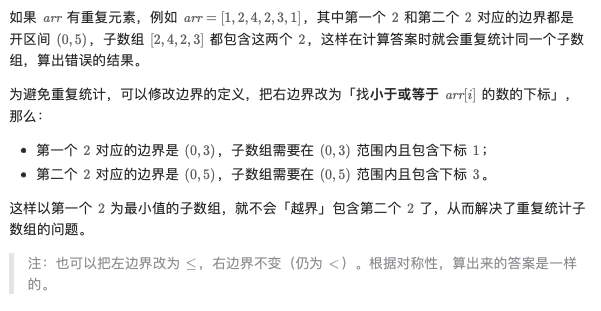 如果 arr 有重复元素，例如 arr = [1,2,4,2,3,1]，其中第一个 2 和第二个 2 对应的边界都是
开区间 (0,5)，子数组 [2,4,2,3] 都包含这两个 2，这样在计算答案时就会重复统计同一个子数
组，算出错误的结果。
为避免重复统计，可以修改边界的定义，把右边界改为「找小于或等于 arr[i] 的数的下标」，
那么：
• 第一个 2 对应的边界是 (0,3)，子数组需要在 (0,3) 范围内且包含下标 1；
• 第二个 2 对应的边界是 (0,5)，子数组需要在 (0,5) 范围内且包含下标 3。
这样以第一个 2 为最小值的子数组，就不会「越界」包含第二个 2 了，从而解决了重复统计子
数组的问题。
注：也可以把左边界改为 ≤，右边界不变（仍为 <）。根据对称性，算出来的答案是一样
的。